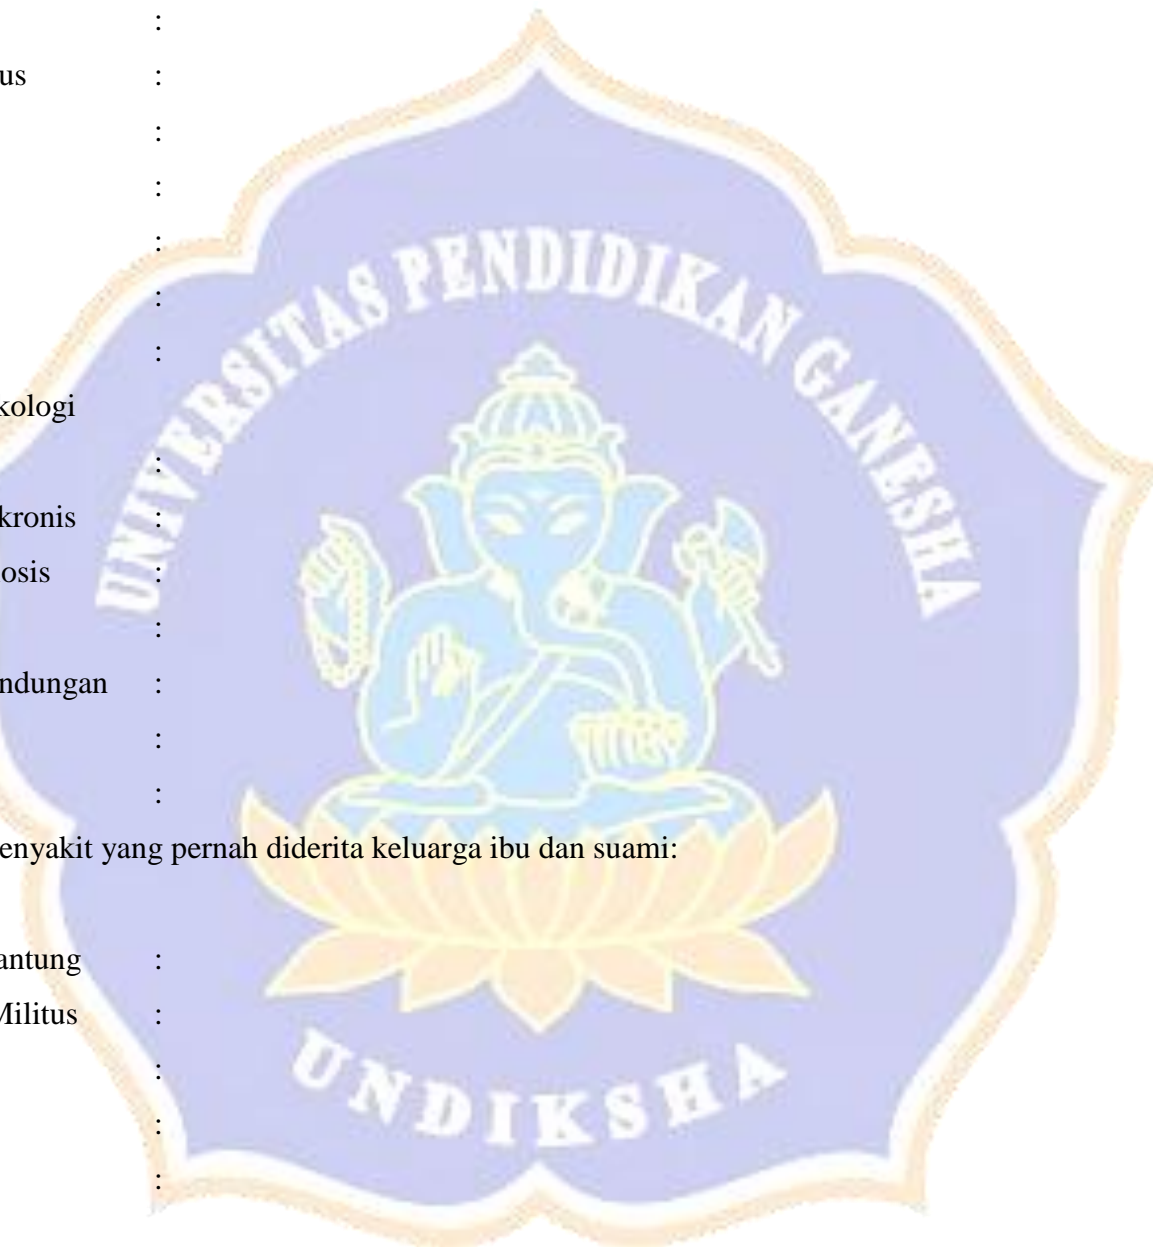 :
us :
:
:
:
:
:
kologi
:
kronis :
osis :
:
ndungan :
:
:
enyakit yang pernah diderita keluarga ibu dan suami:
antung :
Militus :
:
:
:
UNIVERSITAS PENDIDIKAN GANESHA
UNDIKSHA